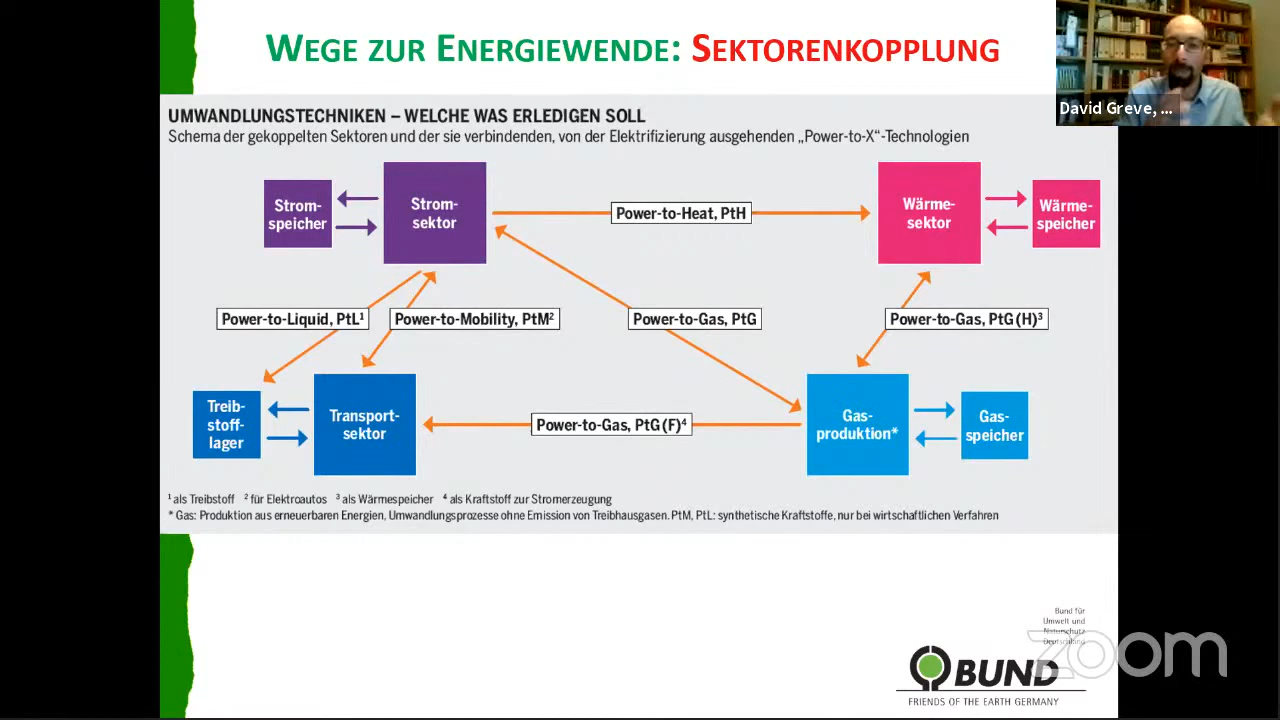 WEGE ZUR ENERGIEWENDE: SEKTORENKOPPLUNG
David Greve, ...
UMWANDLUNGSTECHNIKEN – WELCHE WAS ERLEDIGEN SOLL
Schema der gekoppelten Sektoren und der sie verbindenden, von der Elektrifizierung ausgehenden „Power-to-X“-Technologien
Strom-
speicher
Strom-
sektor
Power-to-Heat, PtH
Wärme-
sektor
Wärme-
speicher
Power-to-Liquid, PtL¹
Power-to-Mobility, PtM²
Power-to-Gas, PtG
Power-to-Gas, PtG (H)³
Treib-
stoff-
lager
Transport-
sektor
Power-to-Gas, PtG (F)⁴
Gas-
produktion*
Gas-
speicher
¹ als Treibstoff ² für Elektroautos ³ als Wärmespeicher ⁴ als Kraftstoff zur Stromerzeugung
* Gas: Produktion aus erneuerbaren Energien, Umwandlungsprozesse ohne Emission von Treibhausgasen. PtM, PtL: synthetische Kraftstoffe, nur bei wirtschaftlichen Verfahren
Bund für
Umwelt und
Naturschutz
Deutschland
zoom
BUND
FRIENDS OF THE EARTH GERMANY